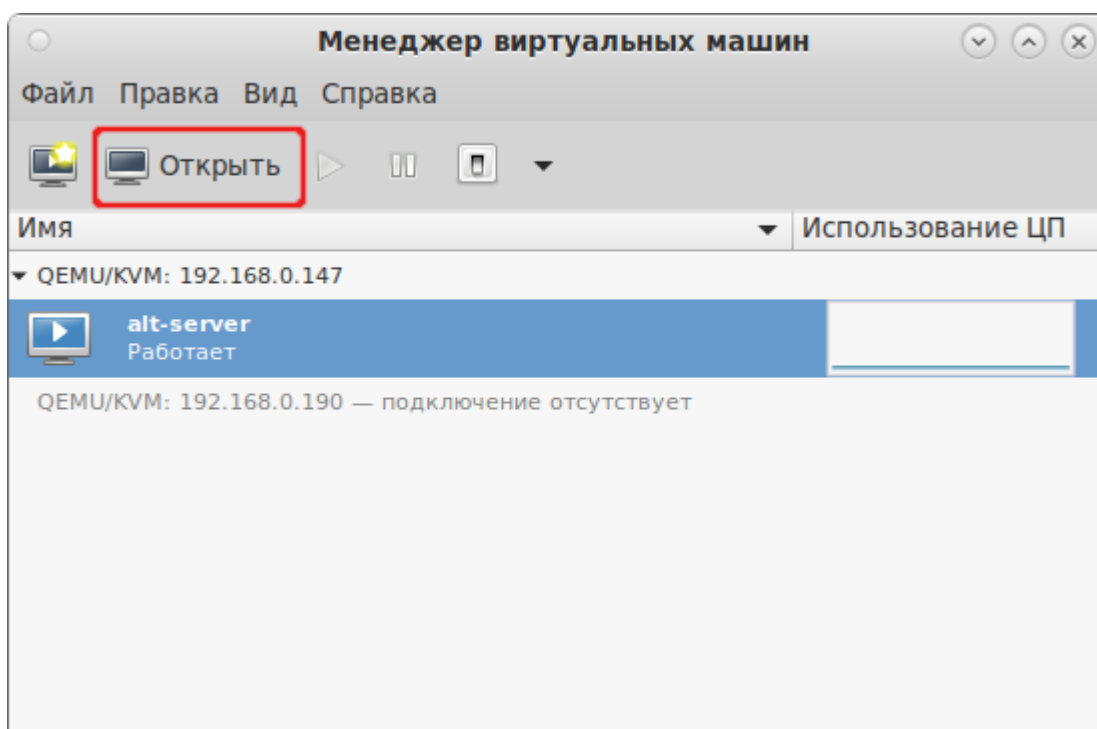 Менеджер виртуальных машин
Файл Правка Вид Справка
Открыть
Имя Использование ЦП
QEMU/KVM: 192.168.0.147
alt-server
Работает
QEMU/KVM: 192.168.0.190 — подключение отсутствует